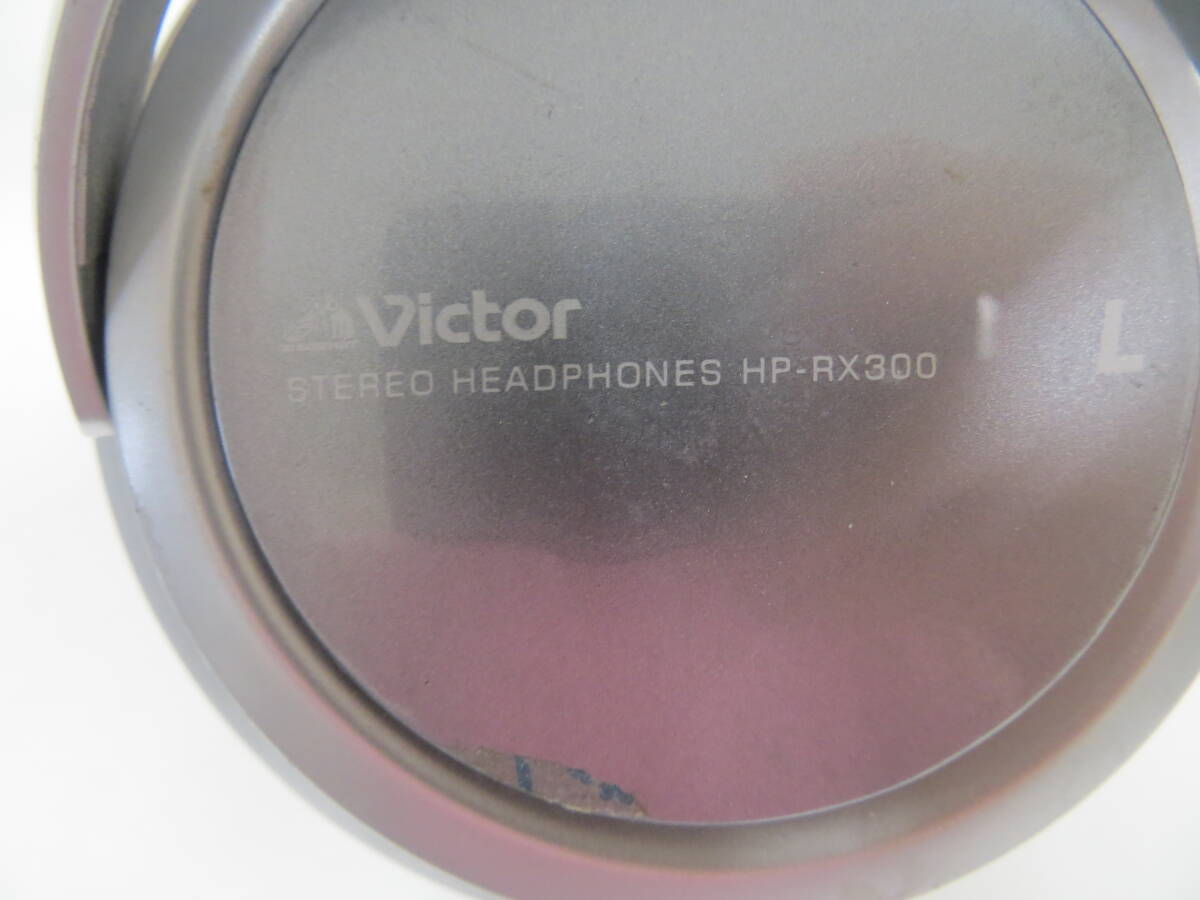 Victor
STEREO HEADPHONES HP-RX300
L